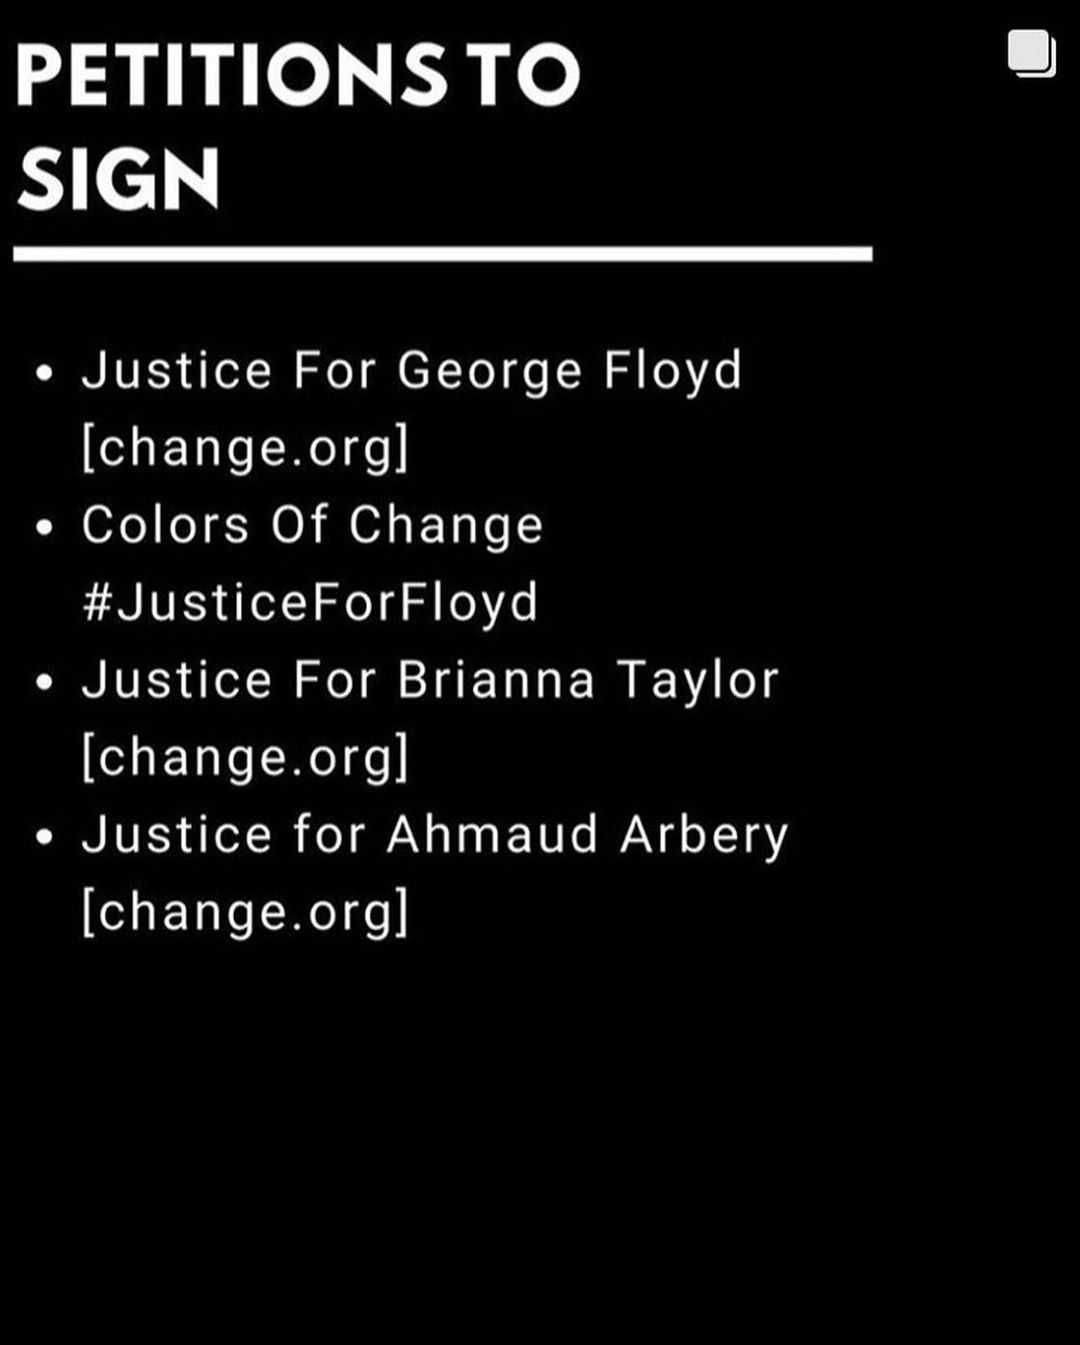 PETITIONS TO
SIGN
• Justice For George Floyd
[change.org]
• Colors Of Change
#JusticeForFloyd
• Justice For Brianna Taylor
[change.org]
• Justice for Ahmaud Arbery
[change.org]